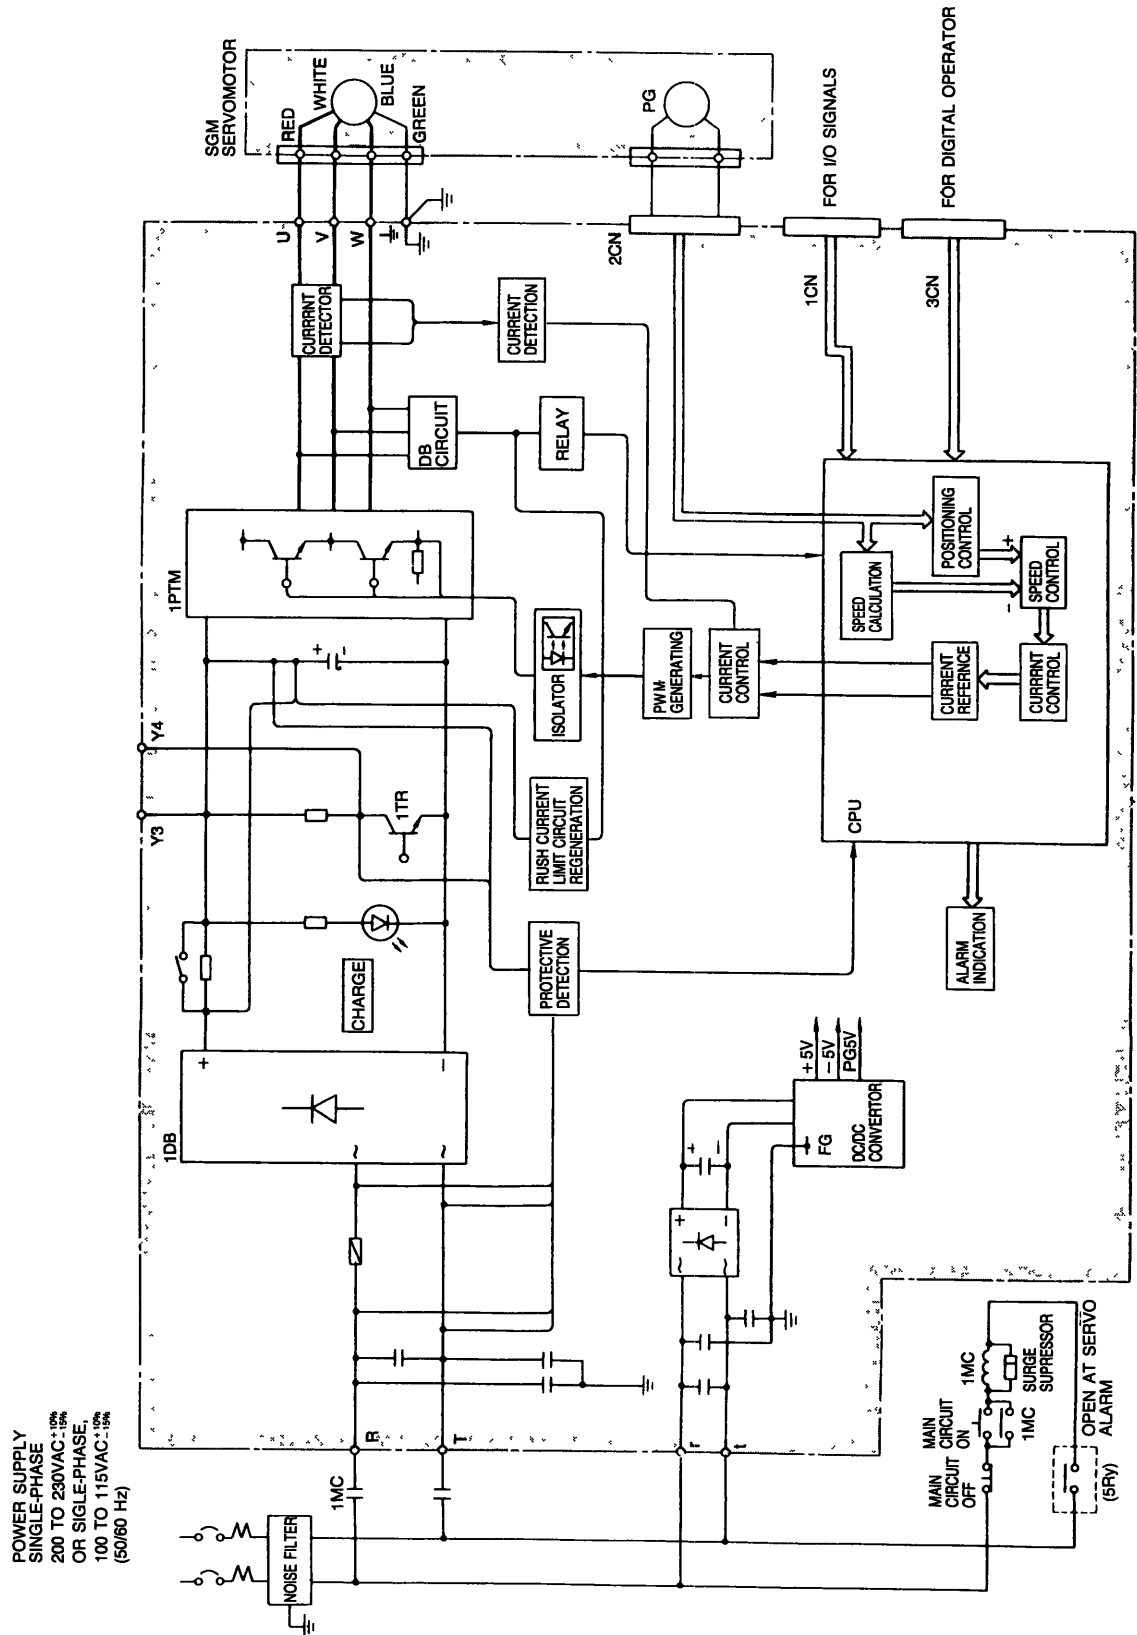 POWER SUPPLY
SINGLE-PHASE
200 TO 230VAC +10% -15%
OR SIGLE-PHASE,
100 TO 115VAC +10% -15%
(50/60 Hz)
NOISE FILTER
1MC
R
T
r
t
MAIN
CIRCUIT
OFF
MAIN
CIRCUIT
ON
1MC
1MC
SURGE
SUPRESSOR
OPEN AT SERVO
ALARM
(5Ry)
1DB
+
−
~
~
+
−
~
~
+
−
FG
DC/DC
CONVERTOR
+5V
−5V
PG5V
CHARGE
Y3
Y4
1TR
+
−
PROTECTIVE
DETECTION
RUSH CURRENT
LIMIT CIRCUIT
REGENERATION
1PTM
ISOLATOR
PWM
GENERATING
CURRENT
CONTROL
DB
CIRCUIT
RELAY
CURRRNT
DETECTOR
CURRENT
DETECTION
U
V
W
SGM
SERVOMOTOR
RED
WHITE
BLUE
GREEN
PG
2CN
1CN
3CN
FOR I/O SIGNALS
FOR DIGITAL OPERATOR
CPU
SPEED
CALCULATION
POSITIONING
CONTROL
+
−
SPEED
CONTROL
CURRRNT
CONTROL
CURRENT
REFERNCE
ALARM
INDICATION